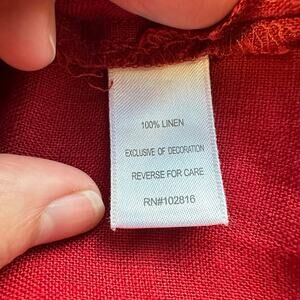 100% LINEN
EXCLUSIVE OF DECORATION
REVERSE FOR CARE
RN#102816